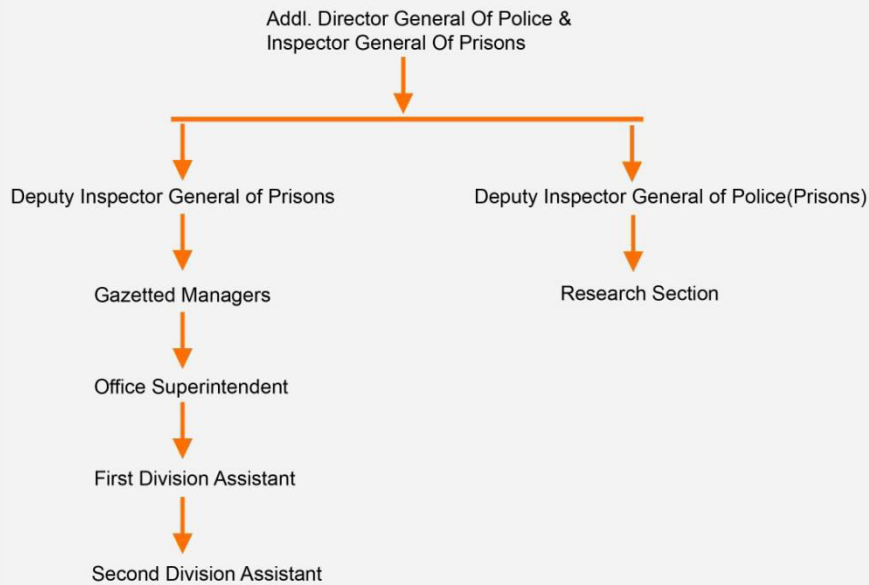 Addl. Director General Of Police &
Inspector General Of Prisons
Deputy Inspector General of Prisons
Deputy Inspector General of Police(Prisons)
Gazetted Managers
Research Section
Office Superintendent
First Division Assistant
Second Division Assistant